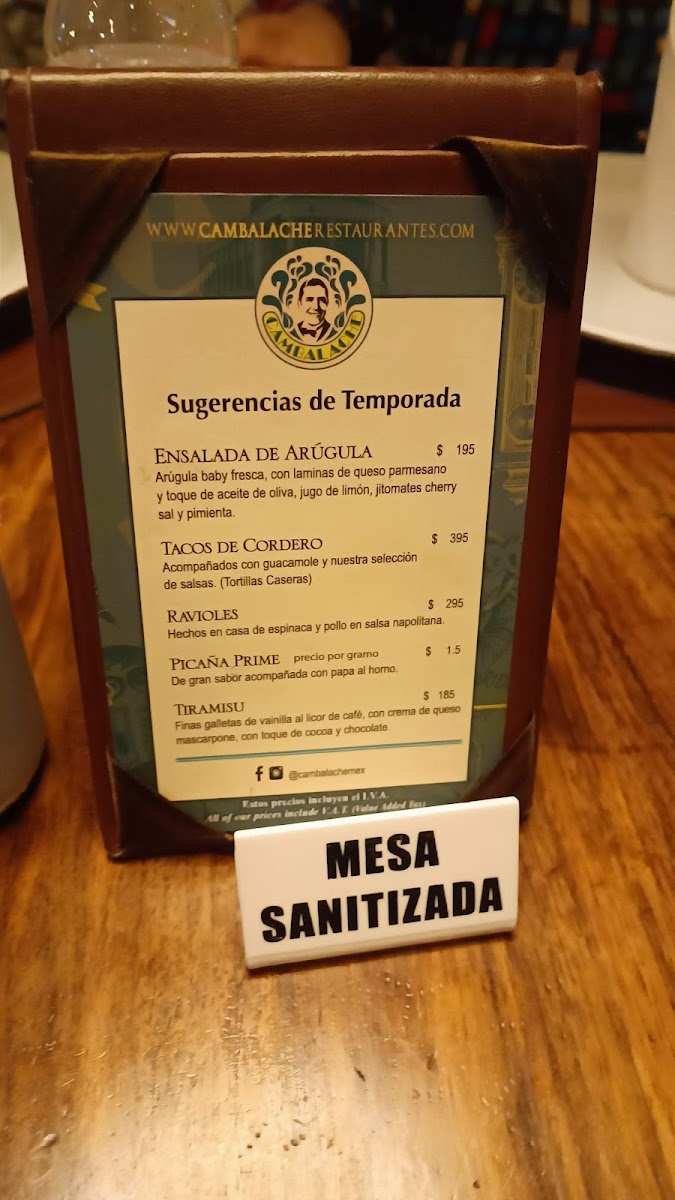 WWW.CAMBALACHERESTAURANTES.COM
CAMBALACHE
Sugerencias de Temporada
ENSALADA DE ARÚGULA $ 195
Arúgula baby fresca, con laminas de queso parmesano
y toque de aceite de oliva, jugo de limón, jitomates cherry
sal y pimienta.
TACOS DE CORDERO $ 395
Acompañados con guacamole y nuestra selección
de salsas. (Tortillas Caseras)
RAVIOLES $ 295
Hechos en casa de espinaca y pollo en salsa napolitana.
PICAÑA PRIME precio por gramo $ 1.5
De gran sabor acompañada con papa al horno.
TIRAMISU $ 185
Finas galletas de vainilla al licor de café, con crema de queso
mascarpone, con toque de cocoa y chocolate.
@cambalachemex
Estos precios incluyen el I.V.A.
All of our prices include V.A.T. (Value Added Tax)
MESA
SANITIZADA